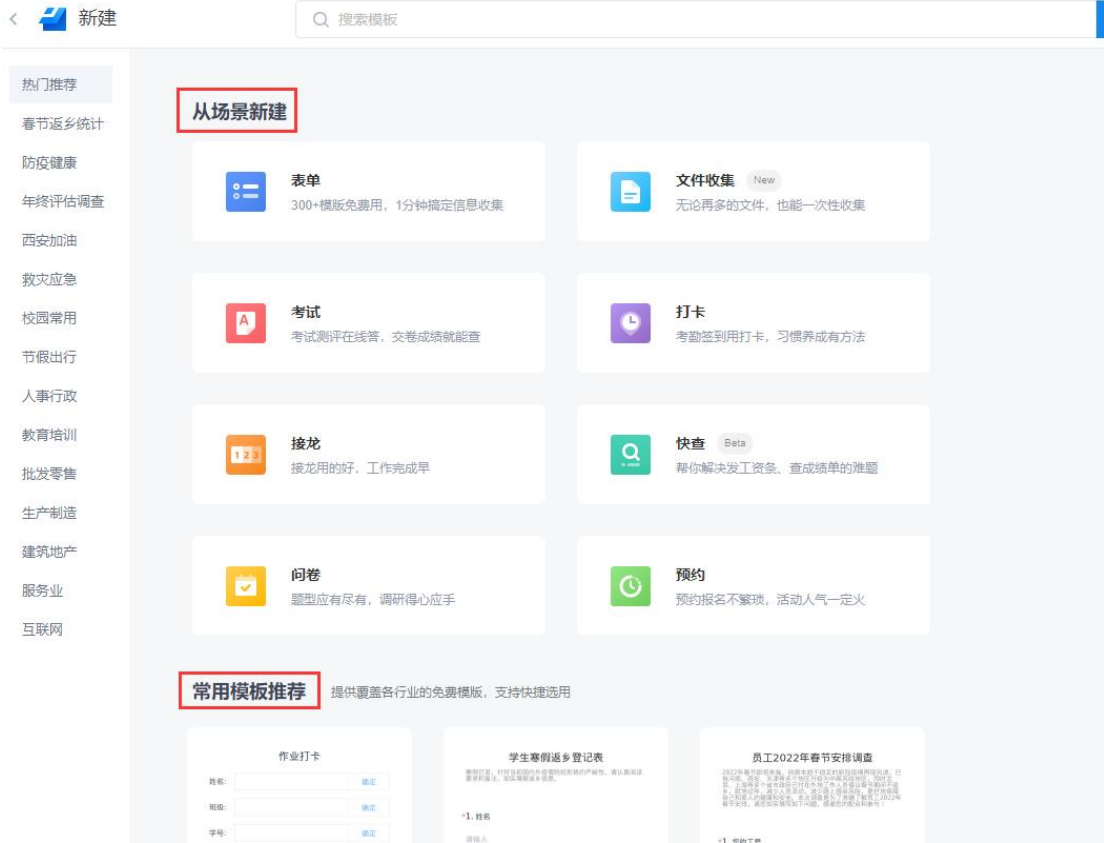 新建
搜索模板
热门推荐
春节返乡统计
防疫健康
年终评估调查
西安加油
救灾应急
校园常用
节假出行
人事行政
教育培训
批发零售
生产制造
建筑地产
服务业
互联网
从场景新建
表单
300+模版免费用，1分钟搞定信息收集
文件收集 New
无论再多的文件，也能一次性收集
考试
考试测评在线答，交卷成绩就能查
打卡
考勤签到用打卡，习惯养成有方法
接龙
接龙用的好，工作完成早
快查 Beta
帮你解决发工资条、查成绩单的难题
问卷
题型应有尽有，调研得心应手
预约
预约报名不繁琐，活动人气一定火
常用模板推荐 提供覆盖各行业的免费模版，支持快捷选用
作业打卡
姓名: 确定
班级: 确定
学号: 确定
学生寒假返乡登记表
*1. 姓名
请输入
员工2022年春节安排调查